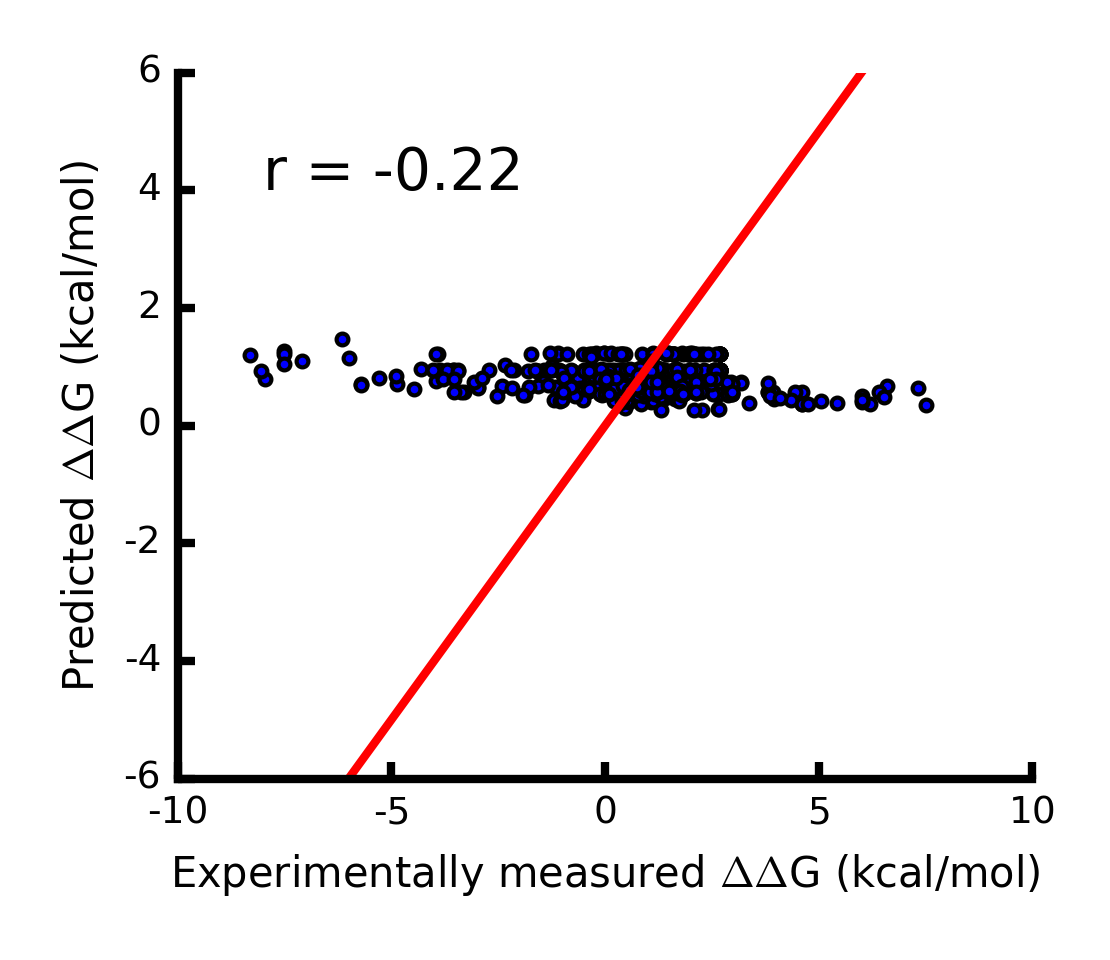 6
r = -0.22
4
2
0
-2
-4
-6
Predicted ΔΔG (kcal/mol)
-10 -5 0 5 10
Experimentally measured ΔΔG (kcal/mol)